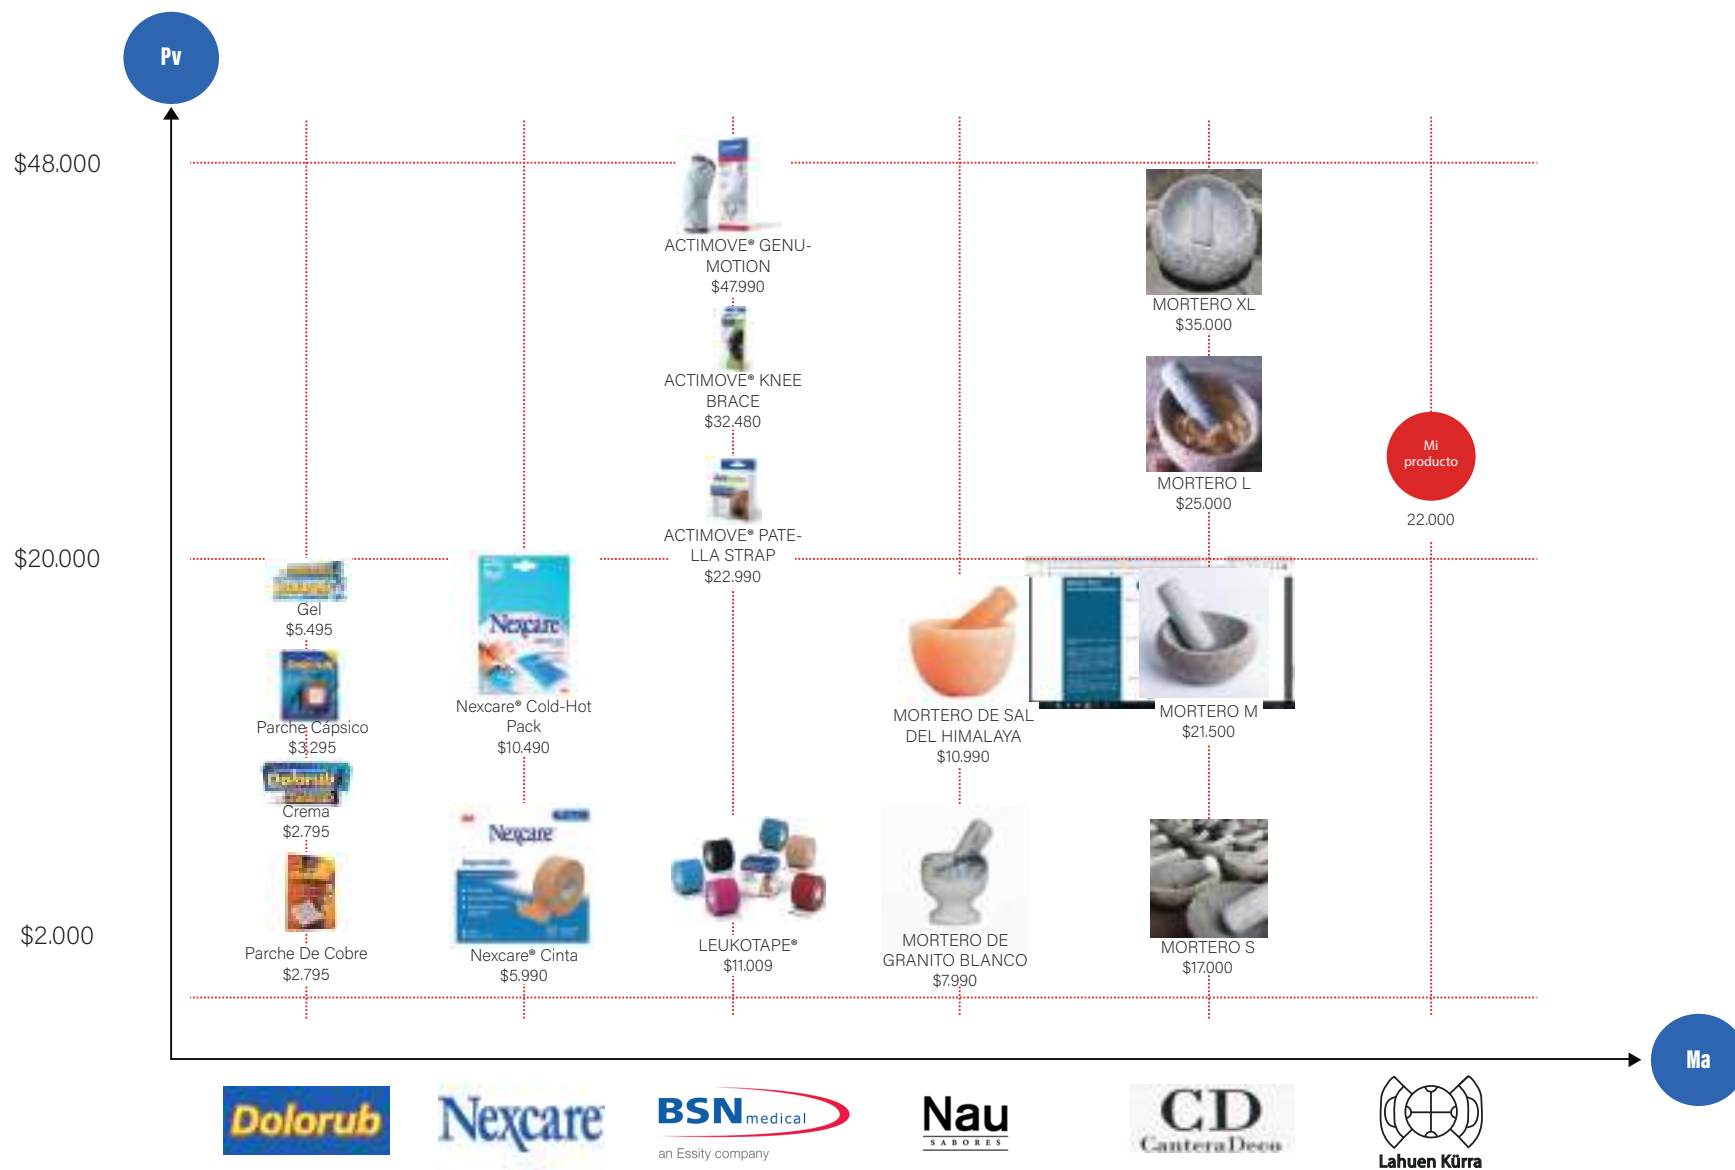 Pv
$48.000
ACTIMOVE® GENU-
MOTION
$47.990
MORTERO XL
$35.000
ACTIMOVE® KNEE
BRACE
$32.480
MORTERO L
$25.000
Mi
producto
22.000
ACTIMOVE® PATE-
LLA STRAP
$22.990
$20.000
Gel
$5.495
Dolorub
Parche Cápsico
$3.295
Dolorub
Crema
$2.795
Parche De Cobre
$2.795
Nexcare
Nexcare® Cold-Hot
Pack
$10.490
Nexcare
Nexcare® Cinta
$5.990
LEUKOTAPE®
$11.009
MORTERO DE SAL
DEL HIMALAYA
$10.990
MORTERO DE
GRANITO BLANCO
$7.990
MORTERO M
$21.500
MORTERO S
$17.000
$2.000
Ma
Dolorub
Nexcare
BSN medical
an Essity company
Nau
SABORES
CD
CanteraDeco
Lahuen Kürra